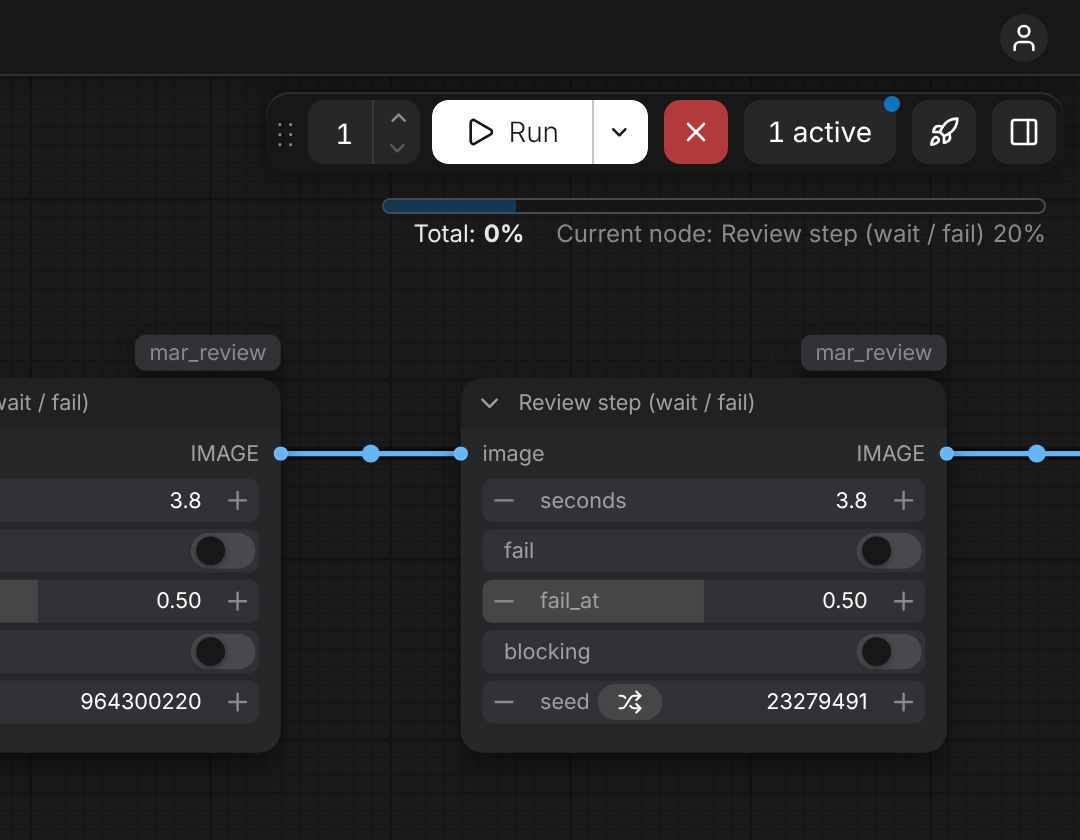 1
Run
1 active
Total: 0% Current node: Review step (wait / fail) 20%
mar_review
mar_review
wait / fail)
Review step (wait / fail)
IMAGE
image
IMAGE
3.8
seconds
3.8
fail
0.50
fail_at
0.50
blocking
964300220
seed
23279491